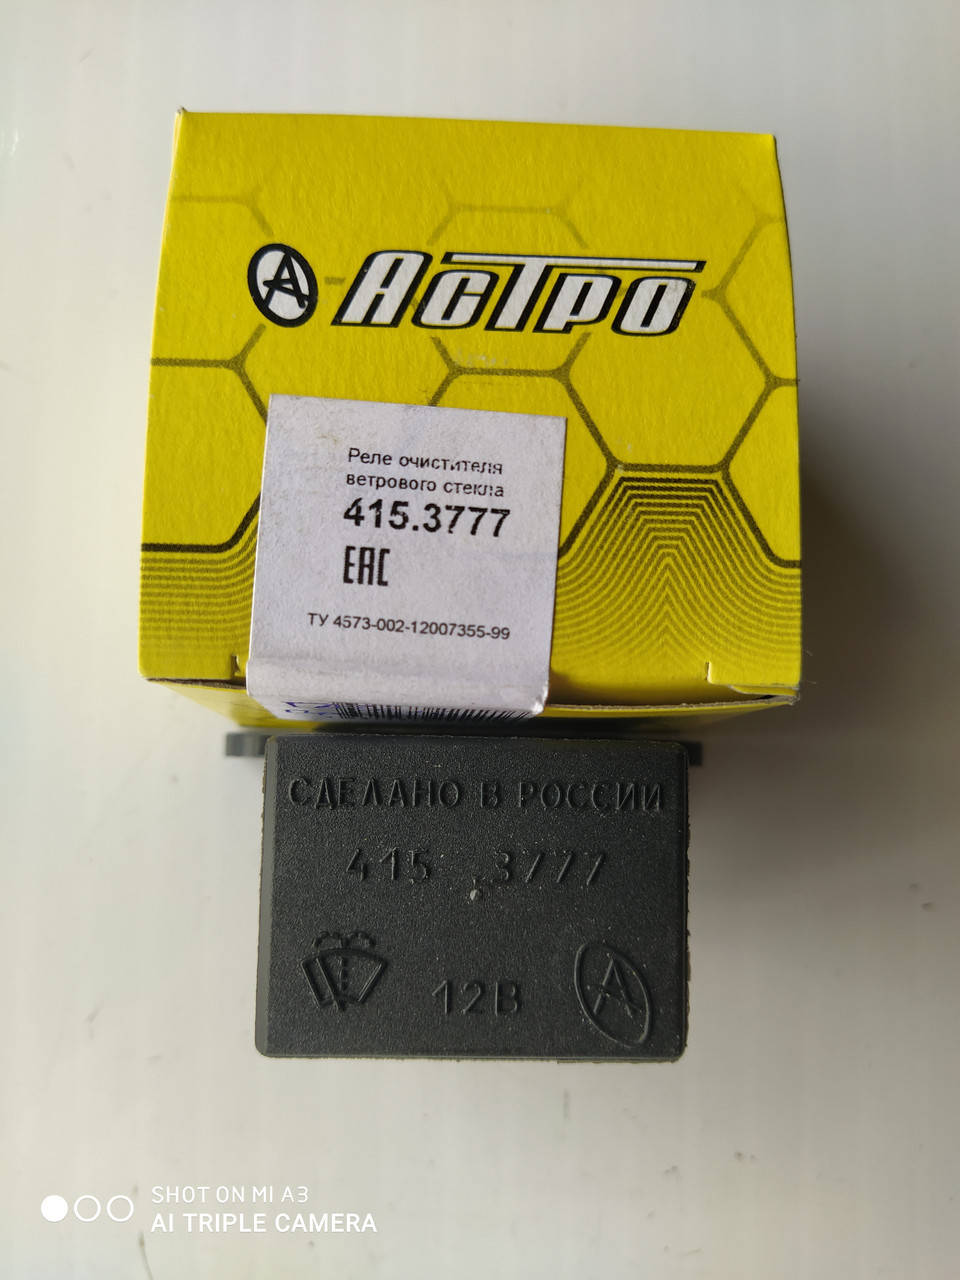 А
Астро
Реле очистителя
ветрового стекла
415.3777
ЕАС
ТУ 4573-002-12007355-99
СДЕЛАНО В РОССИИ
415 .3777
12В
А
SHOT ON MI A3
AI TRIPLE CAMERA